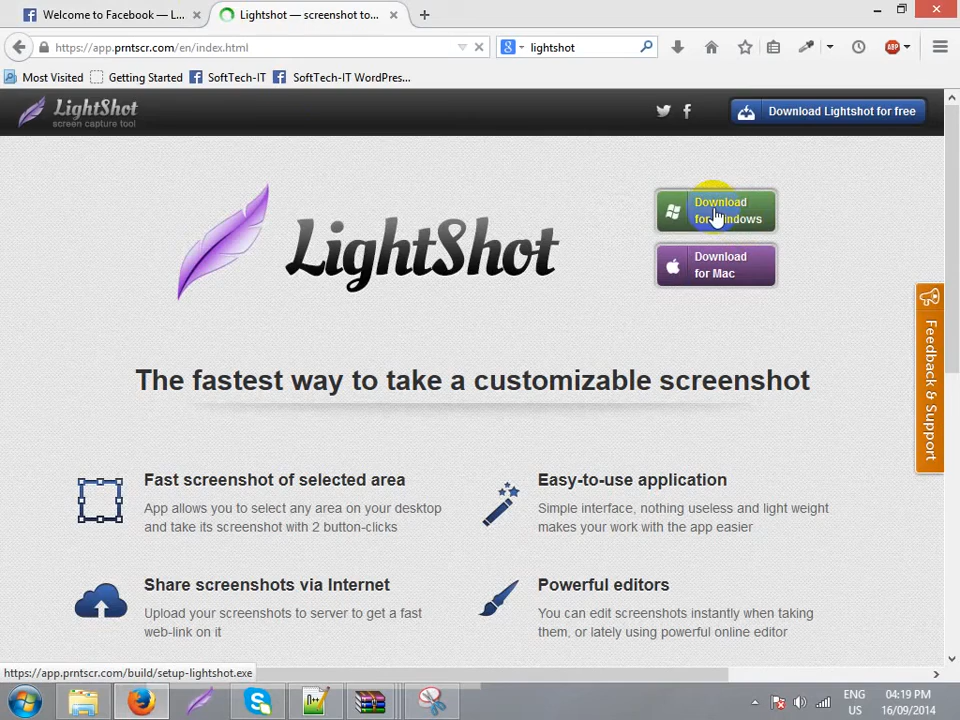 Welcome to Facebook — L...
Lightshot — screenshot to...
https://app.prntscr.com/en/index.html
lightshot
Most Visited
Getting Started
SoftTech-IT
SoftTech-IT WordPres...
LightShot
screen capture tool
Download Lightshot for free
LightShot
Download
for Windows
Download
for Mac
Feedback & Support
The fastest way to take a customizable screenshot
Fast screenshot of selected area
App allows you to select any area on your desktop
and take its screenshot with 2 button-clicks
Easy-to-use application
Simple interface, nothing useless and light weight
makes your work with the app easier
Share screenshots via Internet
Upload your screenshots to server to get a fast
web-link on it
Powerful editors
You can edit screenshots instantly when taking
them, or lately using powerful online editor
https://app.prntscr.com/build/setup-lightshot.exe
ENG
US
04:19 PM
16/09/2014